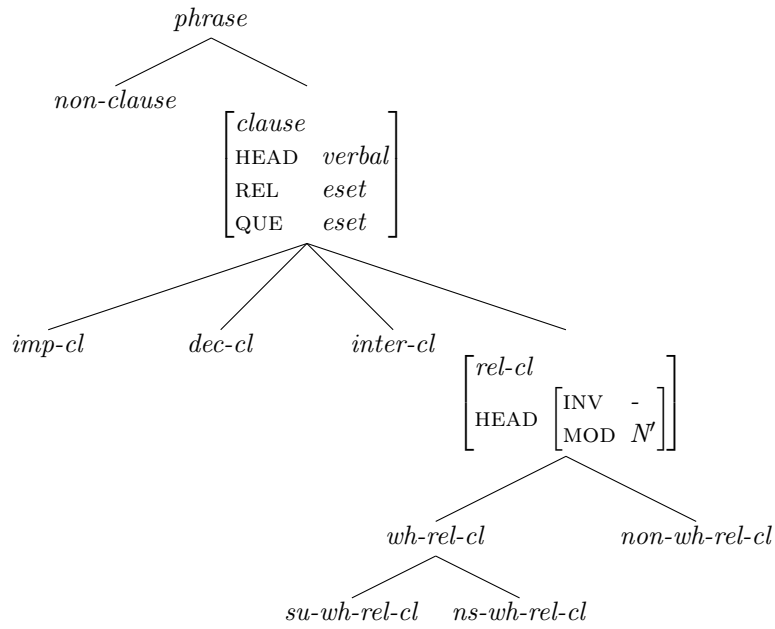 phrase
non-clause
clause
HEAD verbal
REL eset
QUE eset
imp-cl dec-cl inter-cl
rel-cl
HEAD INV -
MOD N′
wh-rel-cl non-wh-rel-cl
su-wh-rel-cl ns-wh-rel-cl